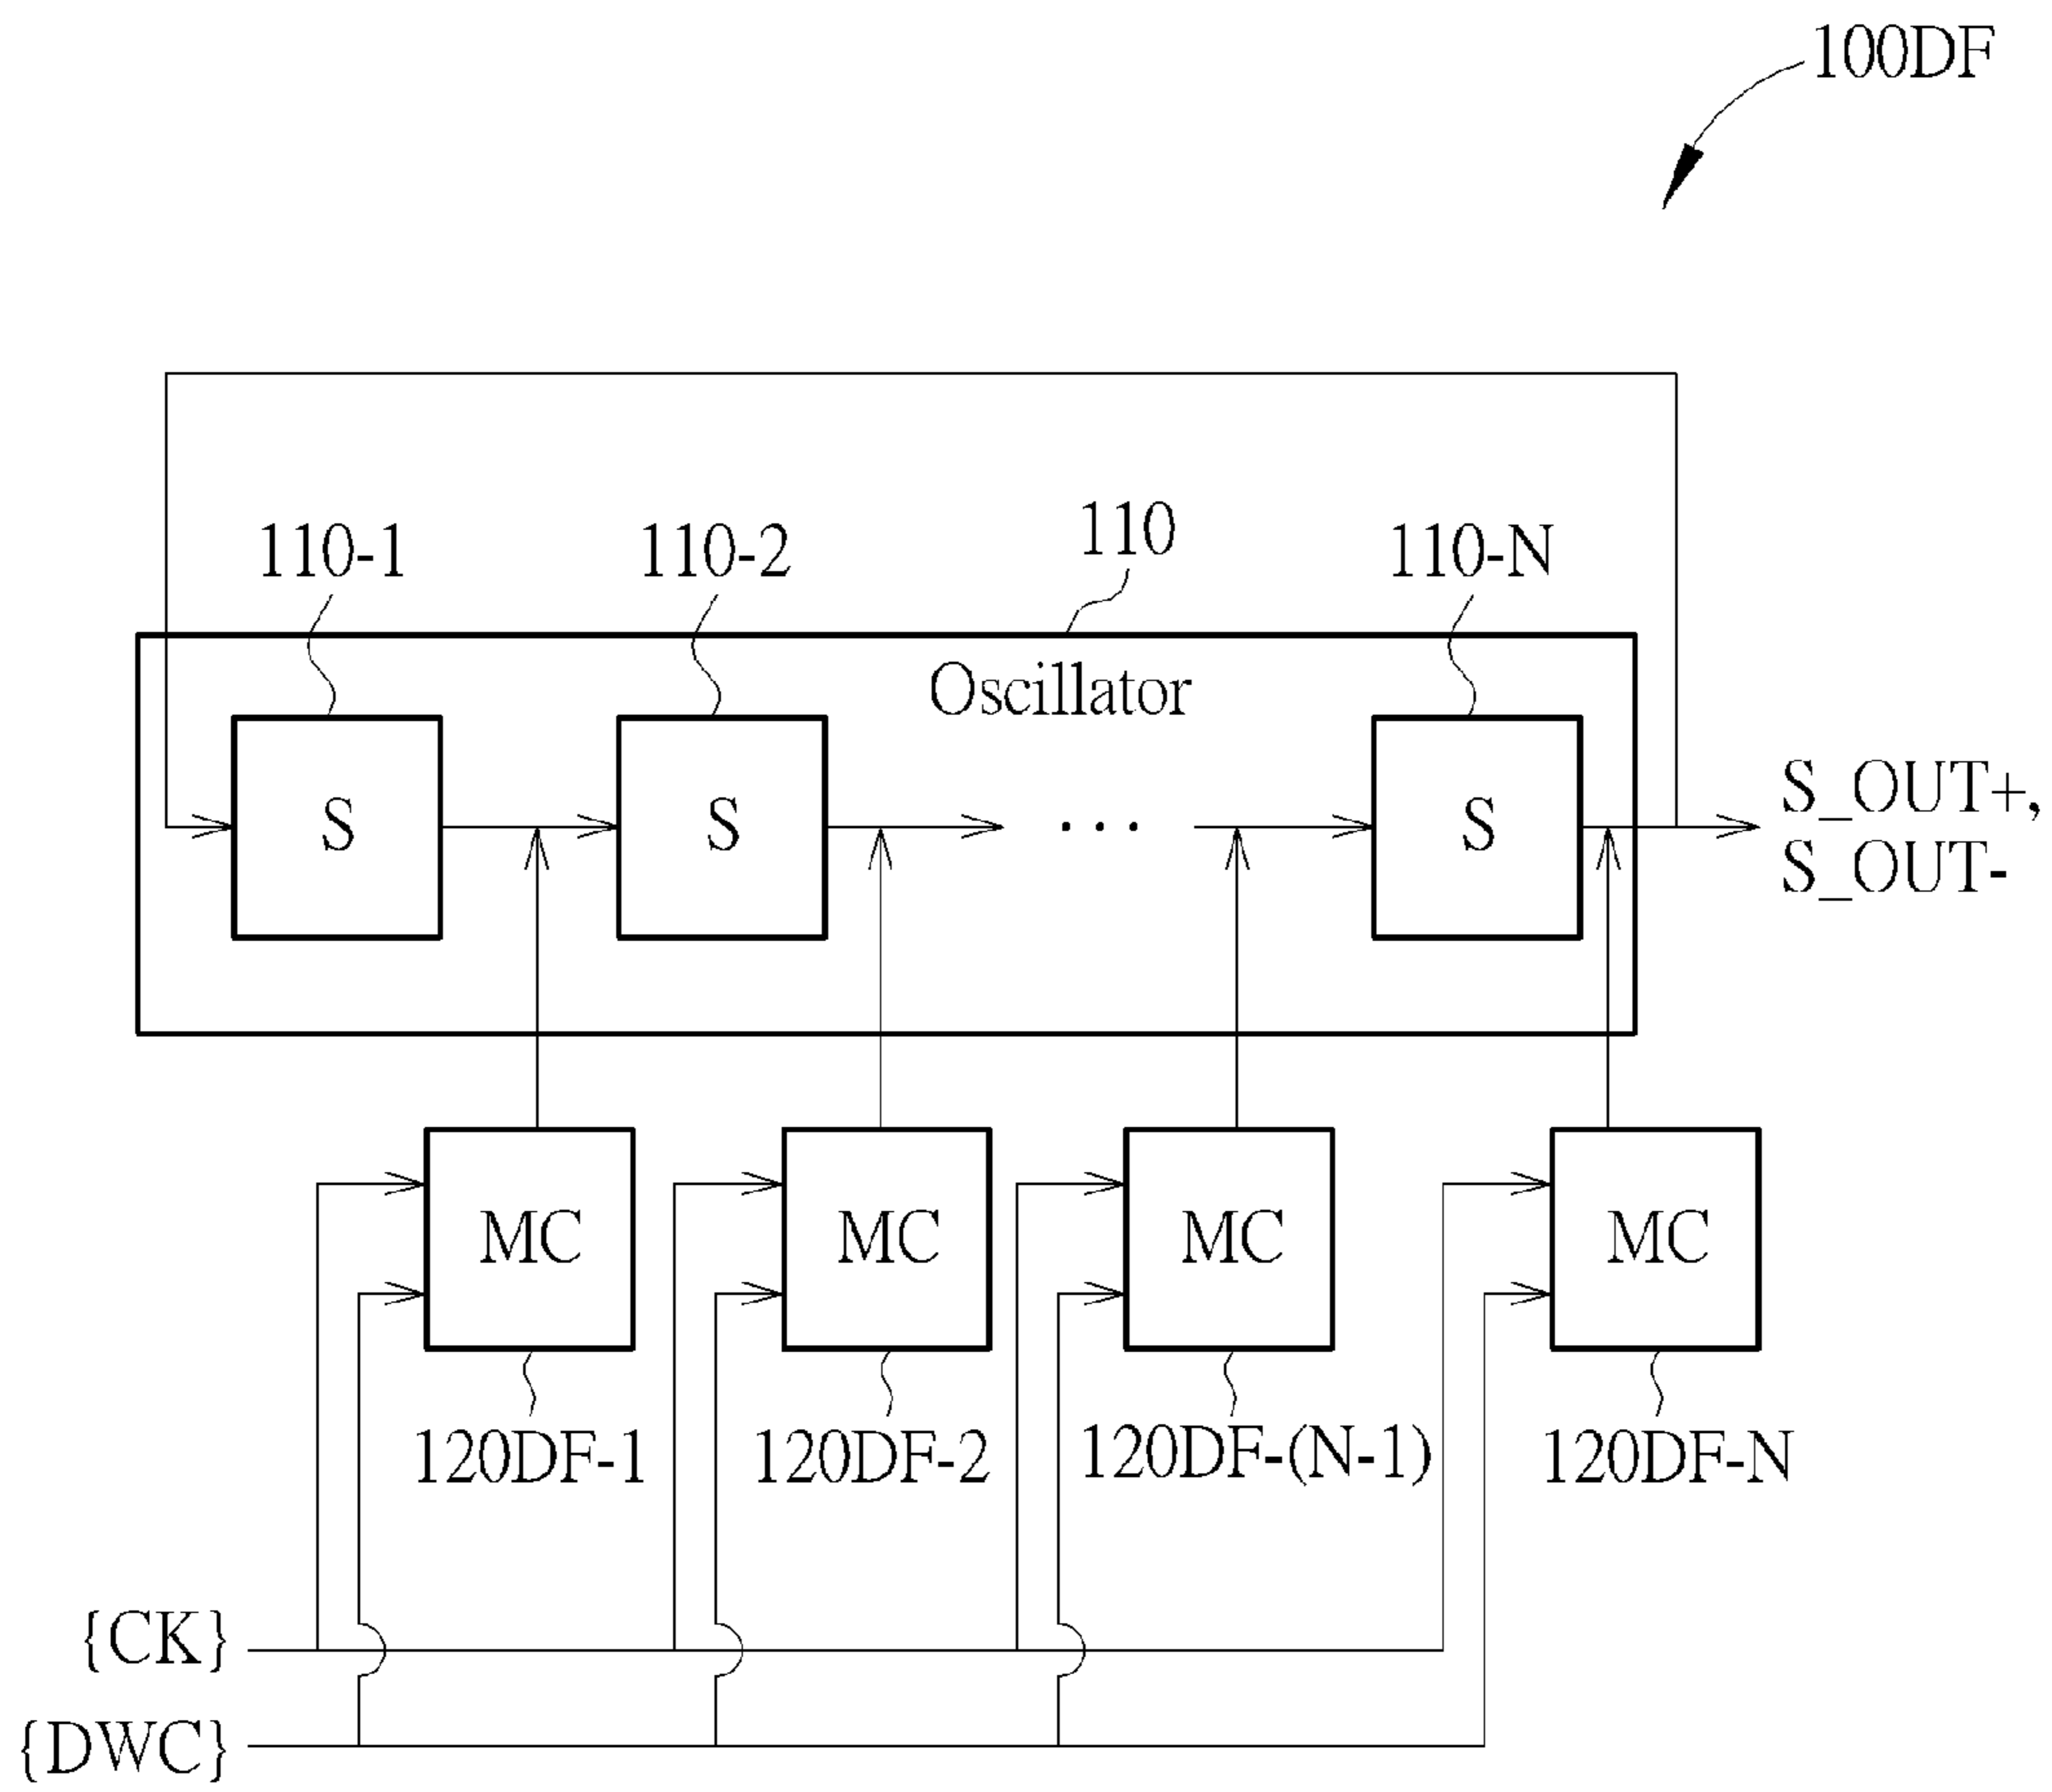 100DF
110-1
110-2
110
110-N
Oscillator
S
S
...
S
S_OUT+,
S_OUT-
MC
MC
MC
MC
120DF-1
120DF-2
120DF-(N-1)
120DF-N
{CK}
{DWC}